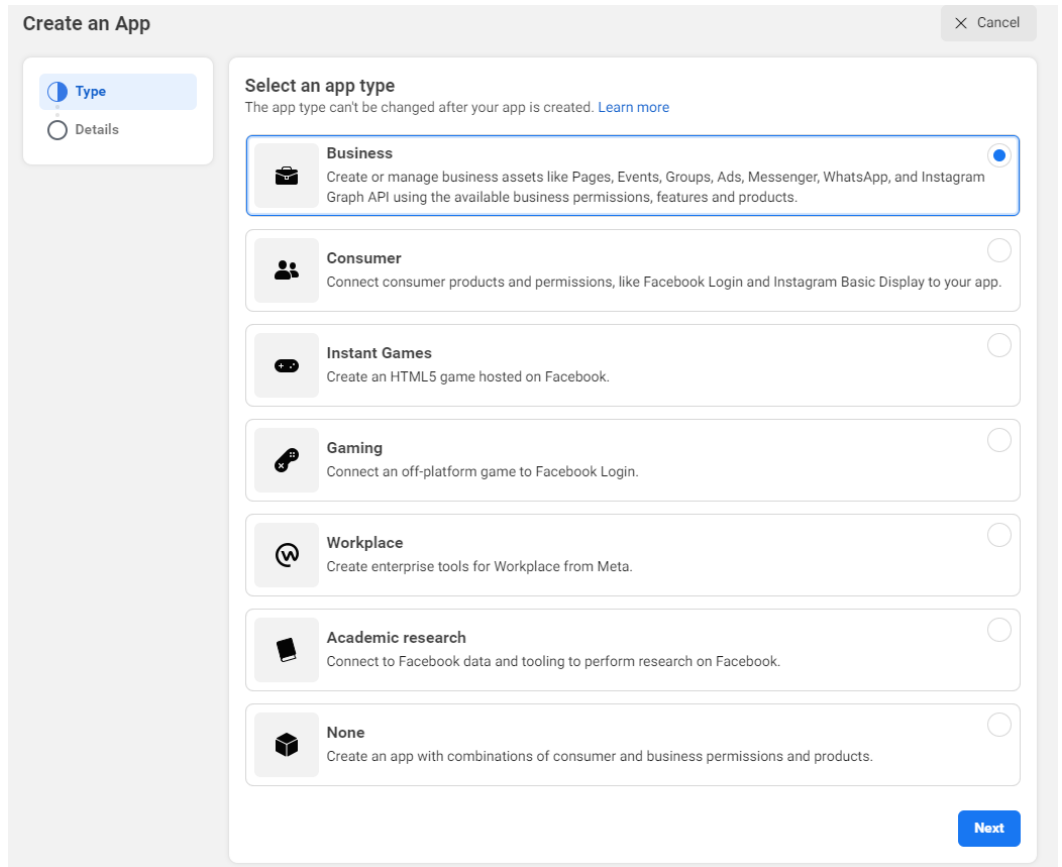 Create an App
Cancel
Type
Details
Select an app type
The app type can't be changed after your app is created. Learn more
Business
Create or manage business assets like Pages, Events, Groups, Ads, Messenger, WhatsApp, and Instagram
Graph API using the available business permissions, features and products.
Consumer
Connect consumer products and permissions, like Facebook Login and Instagram Basic Display to your app.
Instant Games
Create an HTML5 game hosted on Facebook.
Gaming
Connect an off-platform game to Facebook Login.
Workplace
Create enterprise tools for Workplace from Meta.
Academic research
Connect to Facebook data and tooling to perform research on Facebook.
None
Create an app with combinations of consumer and business permissions and products.
Next